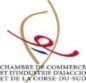 CHAMBRE DE COMMERCE
ET D'INDUSTRIE D'AJACCIO
ET DE LA CORSE-DU-SUD